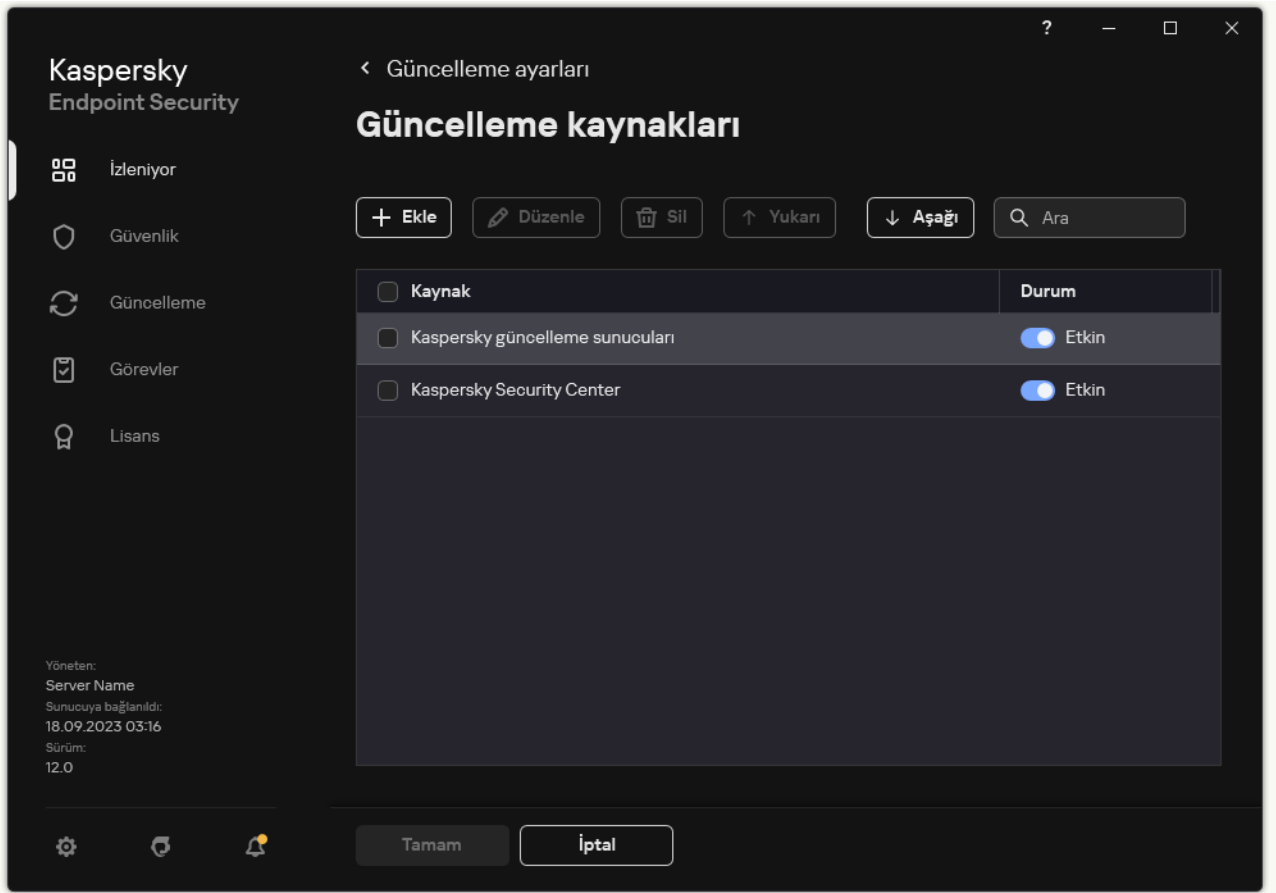 ?
Kaspersky
Endpoint Security
İzleniyor
Güvenlik
Güncelleme
Görevler
Lisans
Yöneten:
Server Name
Sunucuya bağlanıldı:
18.09.2023 03:16
Sürüm:
12.0
Güncelleme ayarları
Güncelleme kaynakları
Ekle Düzenle Sil Yukarı Aşağı Ara
Kaynak Durum
Kaspersky güncelleme sunucuları Etkin
Kaspersky Security Center Etkin
Tamam İptal